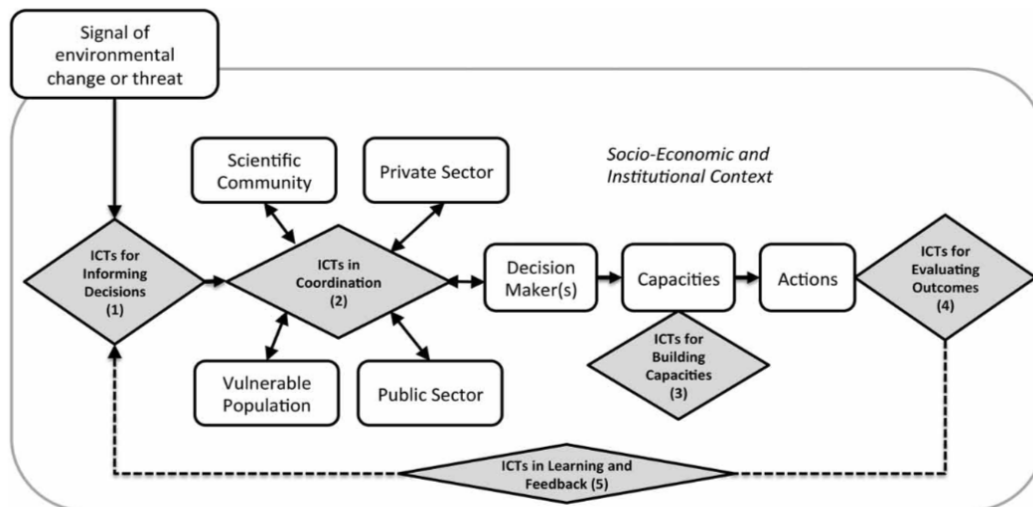 Signal of
environmental
change or threat
Socio-Economic and
Institutional Context
Scientific
Community
Private Sector
ICTs for
Informing
Decisions
(1)
ICTs in
Coordination
(2)
Decision
Maker(s)
Capacities
Actions
ICTs for
Evaluating
Outcomes
(4)
ICTs for
Building
Capacities
(3)
Vulnerable
Population
Public Sector
ICTs in Learning and
Feedback (5)